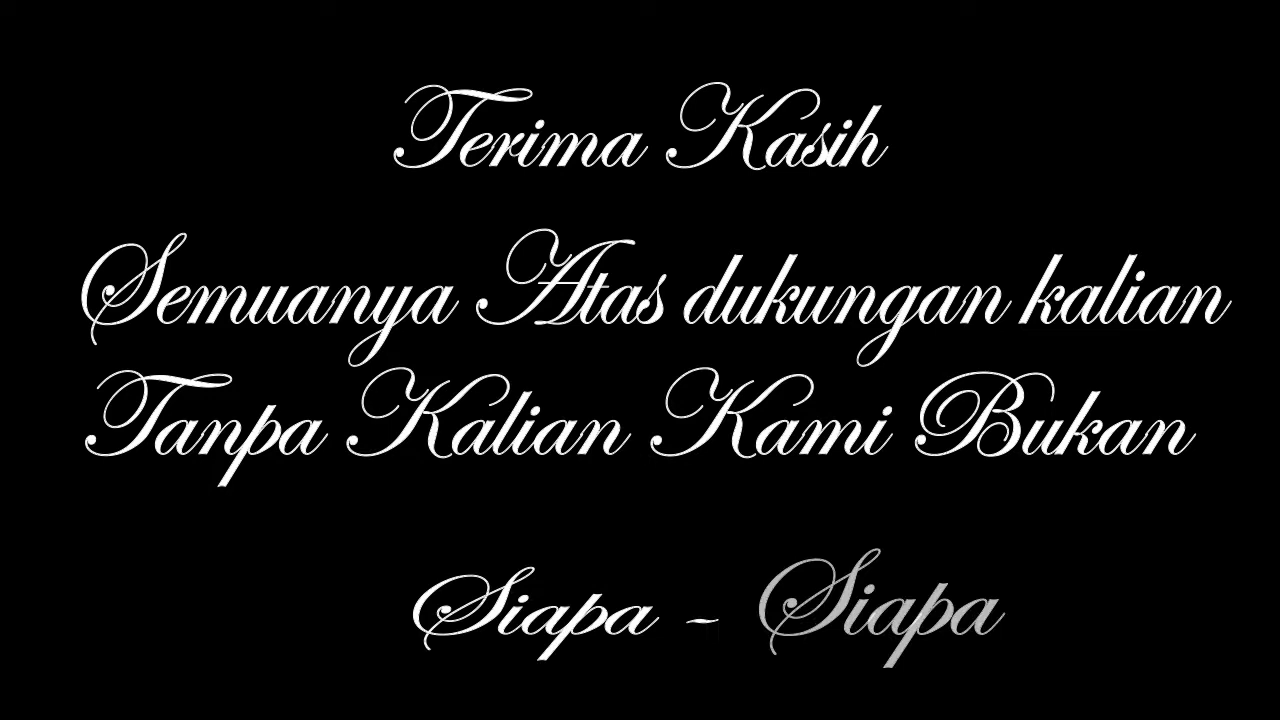 Terima Kasih
Semuanya Atas dukungan kalian
Tanpa Kalian Kami Bukan
Siapa - Siapa